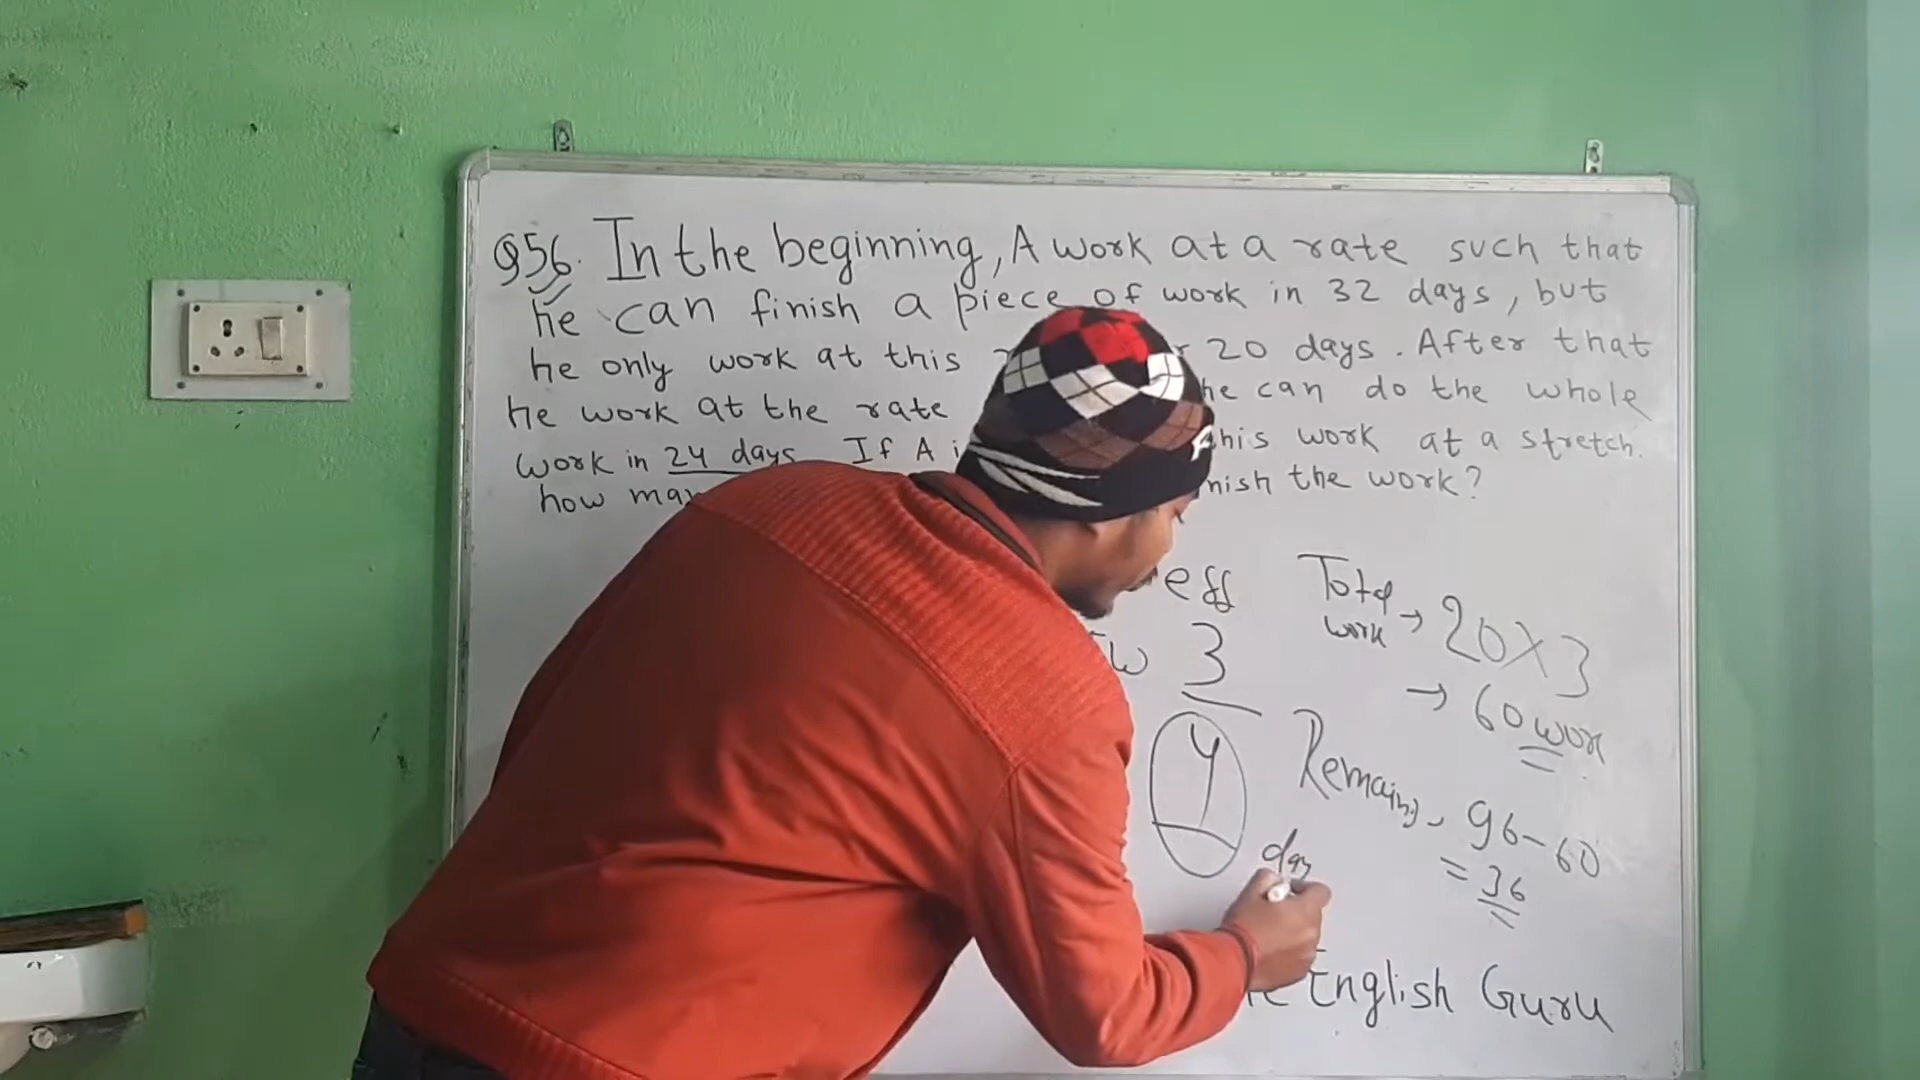 Q56. In the beginning, A work at a rate such that
he can finish a piece of work in 32 days, but
he only work at this 20 days. After that
he work at the rate he can do the whole
work in 24 days If A this work at a stretch.
how the work?
eff
3
4
Total
work → 20×3
→ 60 work
Remaining 96-60
= 36
day
English Guru